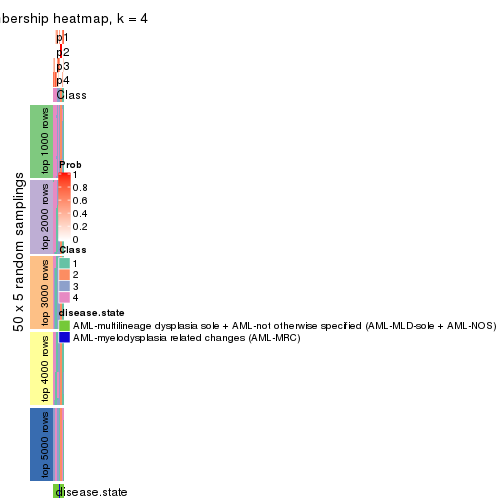 bership heatmap, k = 4
p1
p2
p3
p4
Class
50 x 5 random samplings
top 1000 rows
top 2000 rows
top 3000 rows
top 4000 rows
top 5000 rows
Prob
1
0.8
0.6
0.4
0.2
0
Class
1
2
3
4
disease.state
AML-multilineage dysplasia sole + AML-not otherwise specified (AML-MLD-sole + AML-NOS)
AML-myelodysplasia related changes (AML-MRC)
disease.state